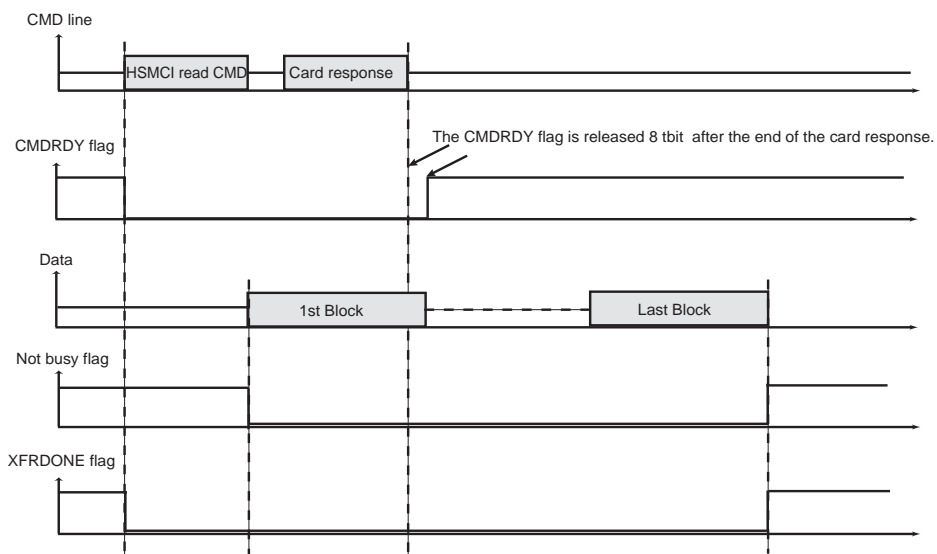 CMD line
HSMCI read CMD
Card response
The CMDRDY flag is released 8 tbit after the end of the card response.
CMDRDY flag
Data
1st Block
Last Block
Not busy flag
XFRDONE flag